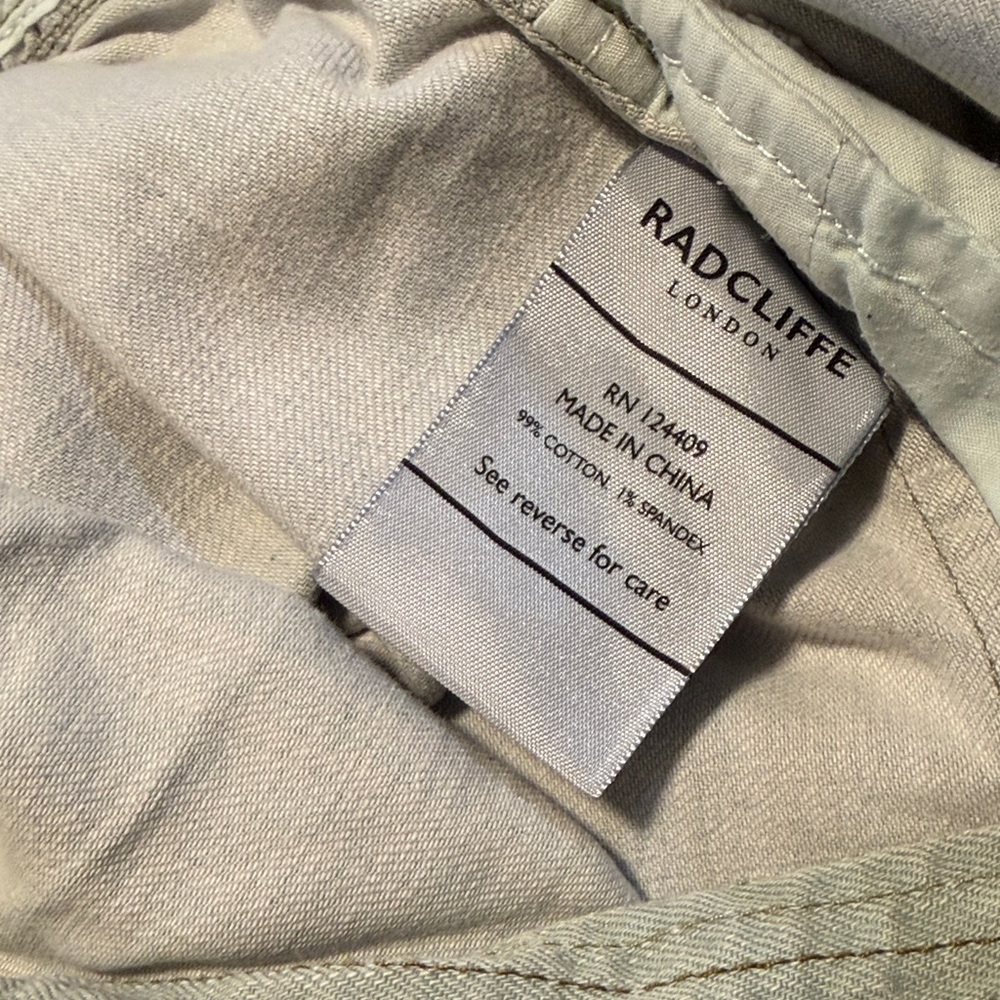 RADCLIFFE
LONDON
RN 124409
MADE IN CHINA
99% COTTON 1% SPANDEX
See reverse for care